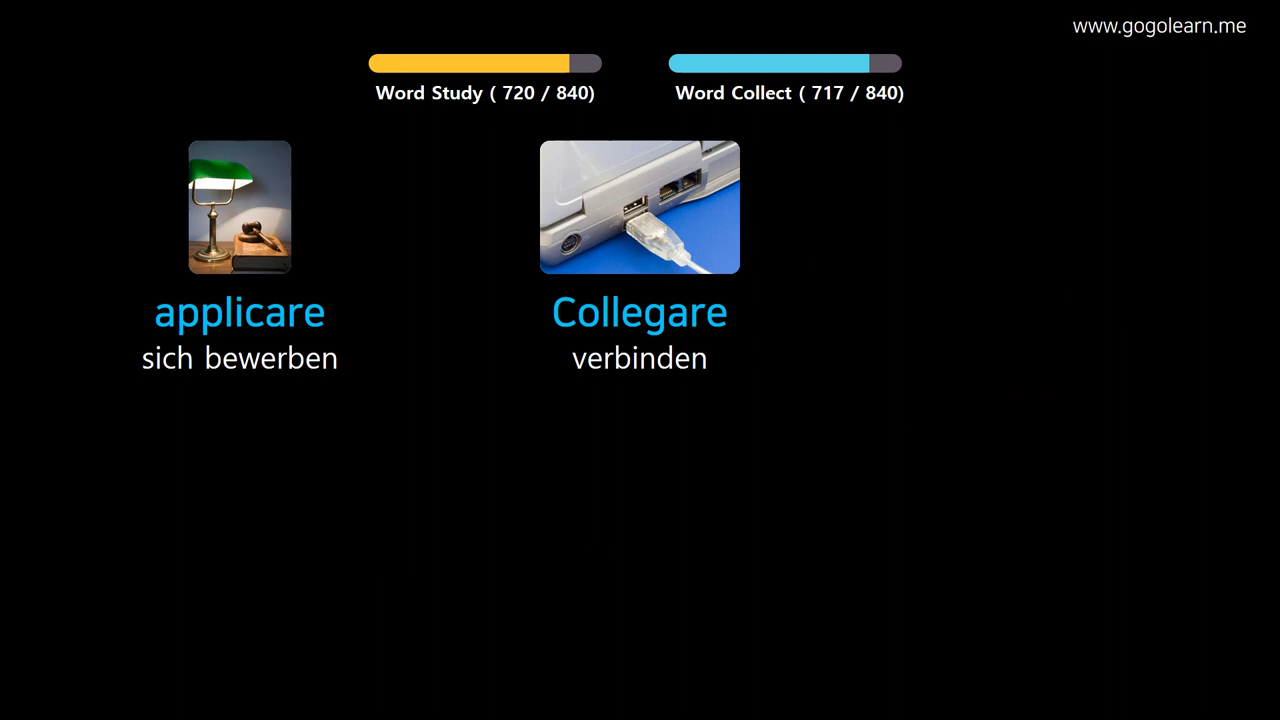 www.gogolearn.me
Word Study ( 720 / 840)
Word Collect ( 717 / 840)
applicare
sich bewerben
Collegare
verbinden